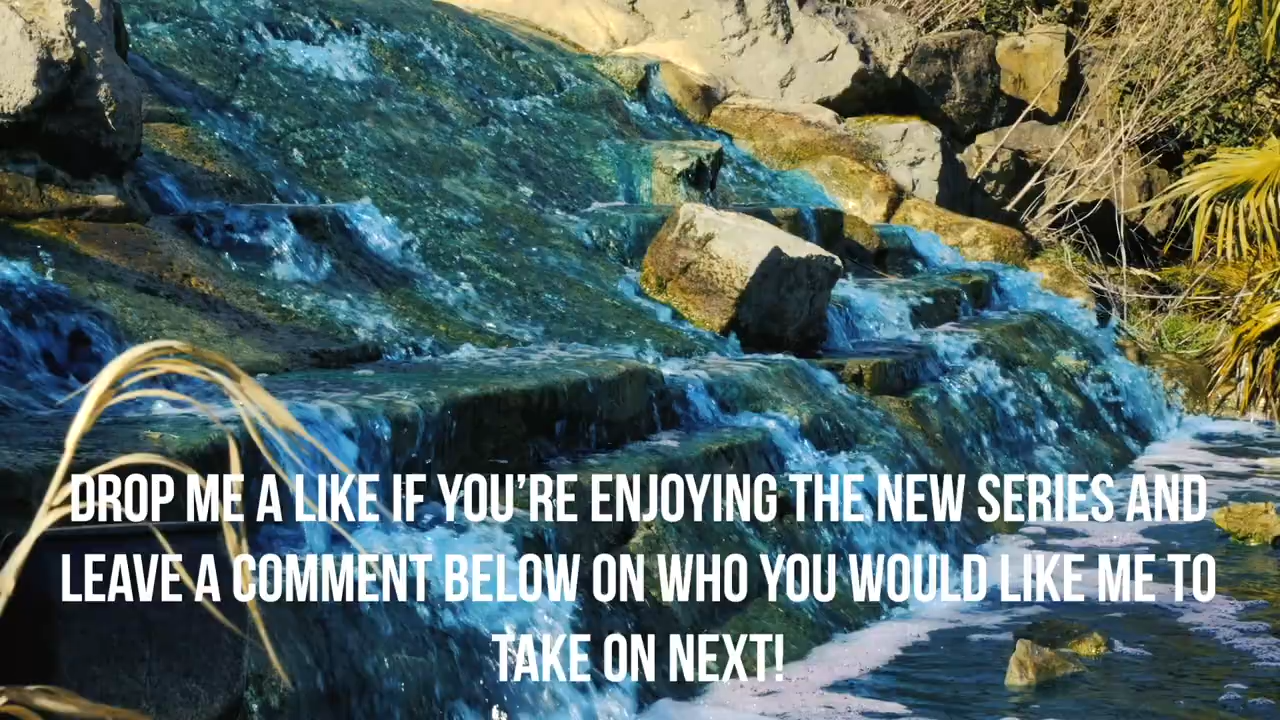 DROP ME A LIKE IF YOU’RE ENJOYING THE NEW SERIES AND
LEAVE A COMMENT BELOW ON WHO YOU WOULD LIKE ME TO
TAKE ON NEXT!